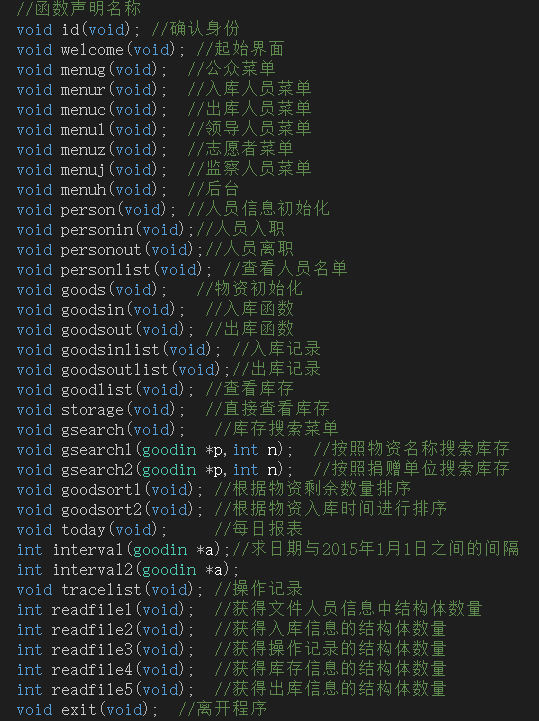 //函数声明名称
void id(void); //确认身份
void welcome(void); //起始界面
void menug(void);  //公众菜单
void menur(void);  //入库人员菜单
void menuc(void);  //出库人员菜单
void menul(void);  //领导人员菜单
void menuz(void);  //志愿者菜单
void menuj(void);  //监察人员菜单
void menuh(void);  //后台
void person(void); //人员信息初始化
void personin(void);//人员入职
void personout(void);//人员离职
void personlist(void); //查看人员名单
void goods(void);   //物资初始化
void goodsin(void);  //入库函数
void goodsout(void); //出库函数
void goodsinlist(void); //入库记录
void goodsoutlist(void);//出库记录
void goodlist(void); //查看库存
void storage(void);  //直接查看库存
void gsearch(void);   //库存搜索菜单
void gsearch1(goodin *p,int n);  //按照物资名称搜索库存
void gsearch2(goodin *p,int n);  //按照捐赠单位搜索库存
void goodsort1(void); //根据物资剩余数量排序
void goodsort2(void); //根据物资入库时间进行排序
void today(void);     //每日报表
int interval(goodin *a);//求日期与2015年1月1日之间的间隔
int interval2(goodin *a);
void tracelist(void); //操作记录
int readfile1(void);  //获得文件人员信息中结构体数量
int readfile2(void);  //获得入库信息的结构体数量
int readfile3(void);  //获得操作记录的结构体数量
int readfile4(void);  //获得库存信息的结构体数量
int readfile5(void);  //获得出库信息的结构体数量
void exit(void);  //离开程序